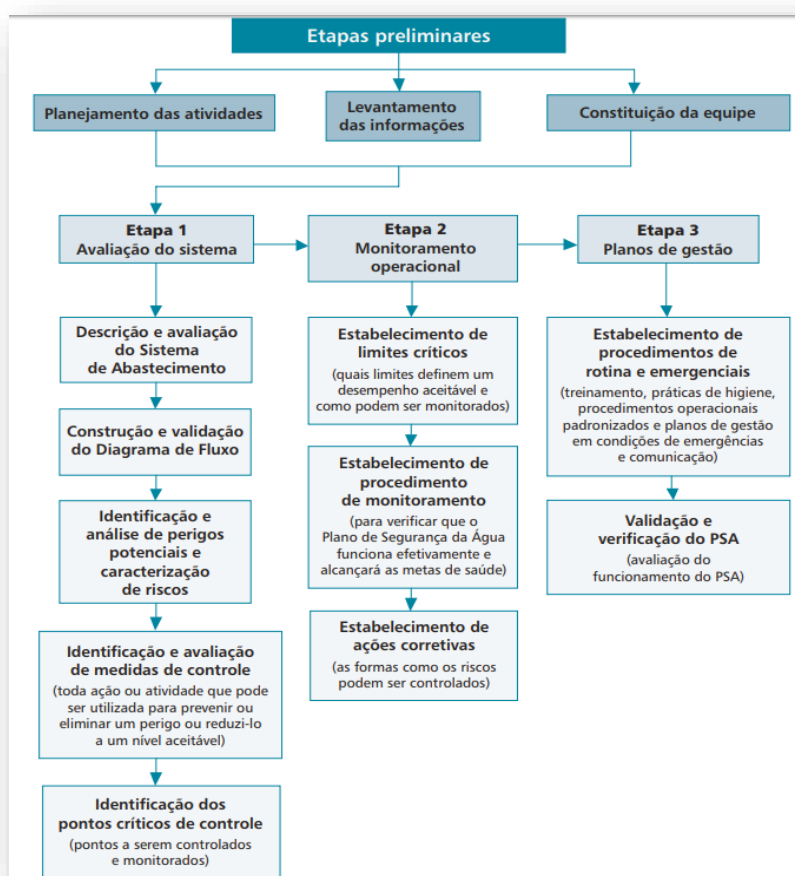 Etapas preliminares
Planejamento das atividades
Levantamento
das informações
Constituição da equipe
Etapa 1
Avaliação do sistema
Etapa 2
Monitoramento
operacional
Etapa 3
Planos de gestão
Descrição e avaliação
do Sistema
de Abastecimento
Construção e validação
do Diagrama de Fluxo
Identificação e
análise de perigos
potenciais e
caracterização
de riscos
Identificação e avaliação
de medidas de controle
(toda ação ou atividade que pode
ser utilizada para prevenir ou
eliminar um perigo ou reduzi-lo
a um nível aceitável)
Identificação dos
pontos críticos de controle
(pontos a serem controlados
e monitorados)
Estabelecimento de
limites críticos
(quais limites definem um
desempenho aceitável e
como podem ser monitorados)
Estabelecimento de
procedimento
de monitoramento
(para verificar que o
Plano de Segurança da Água
funciona efetivamente e
alcançará as metas de saúde)
Estabelecimento de
ações corretivas
(as formas como os riscos
podem ser controlados)
Estabelecimento de
procedimentos de
rotina e emergenciais
(treinamento, práticas de higiene,
procedimentos operacionais
padronizados e planos de gestão
em condições de emergências
e comunicação)
Validação e
verificação do PSA
(avaliação do
funcionamento do PSA)